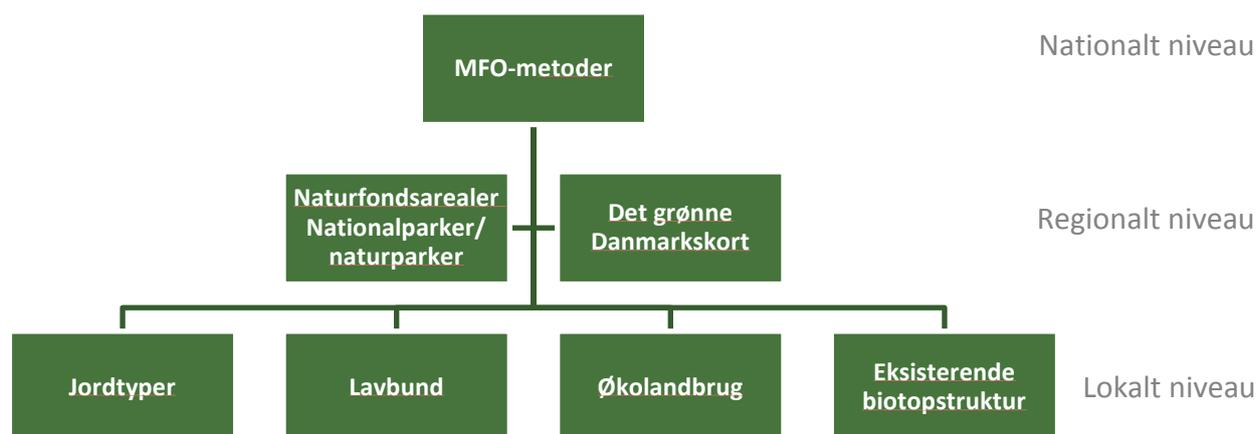 MFO-metoder
Nationalt niveau
Naturfondsarealer
Nationalparker/
naturparker
Det grønne
Danmarkskort
Regionalt niveau
Jordtyper
Lavbund
Økolandbrug
Eksisterende
biotopstruktur
Lokalt niveau